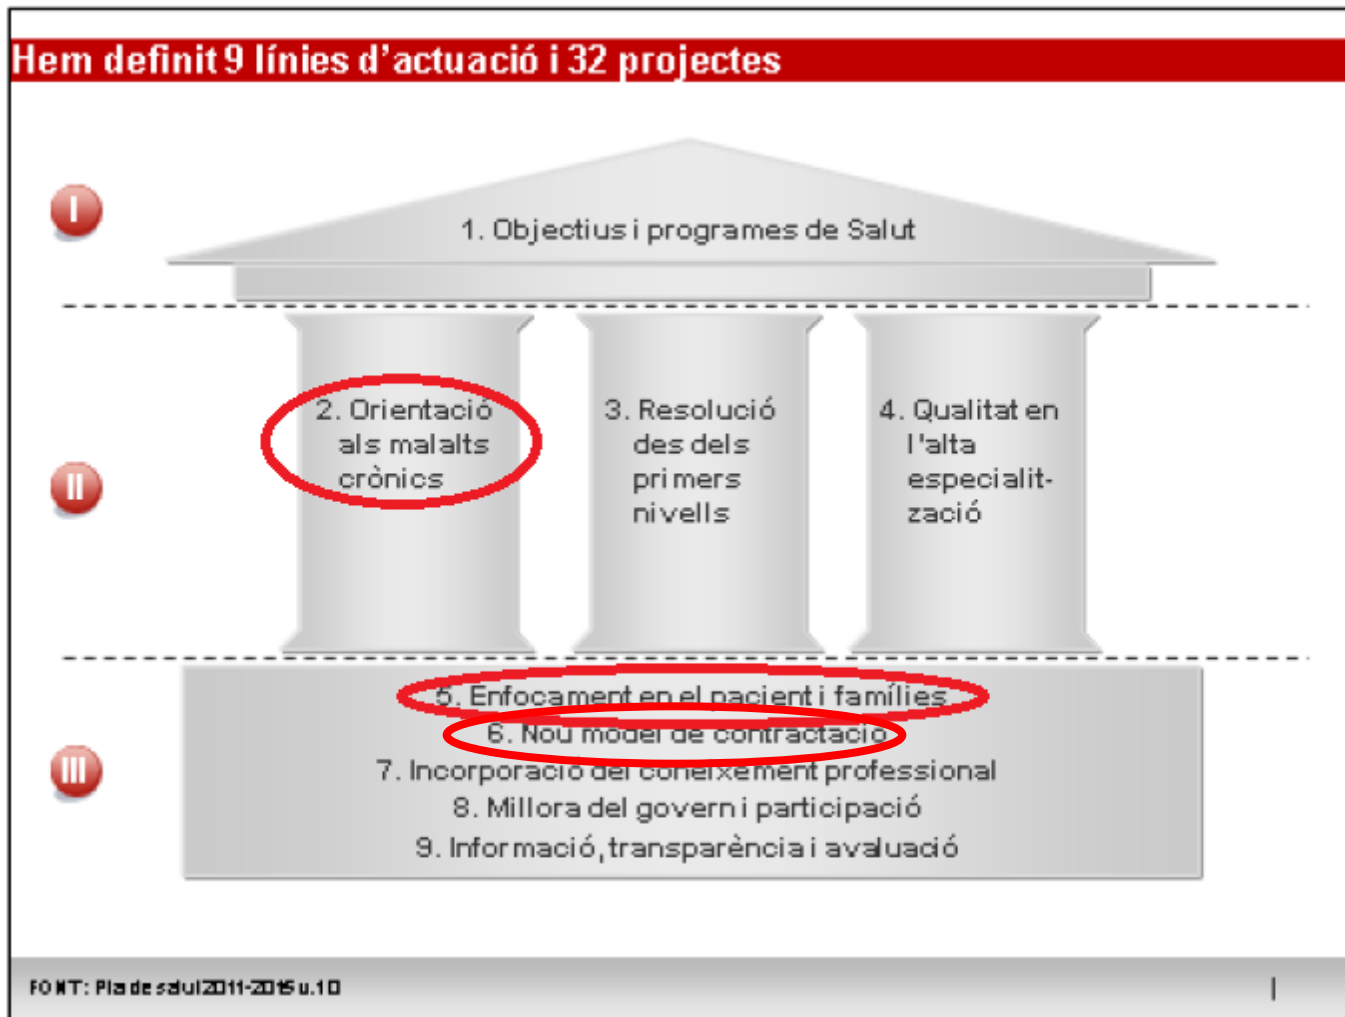 Hem definit 9 línies d'actuació i 32 projectes
I
1. Objectius i programes de Salut
II
2. Orientació
als malalts
crònics
3. Resolució
des dels
primers
nivells
4. Qualitat en
l'alta
especialit-
zació
III
5. Enfocament en el pacient i famílies
6. Nou model de contractació
7. Incorporació del coneixement professional
8. Millora del govern i participació
9. Informació, transparència i avaluació
FONT: Pla de salut 2011-2015 v.10